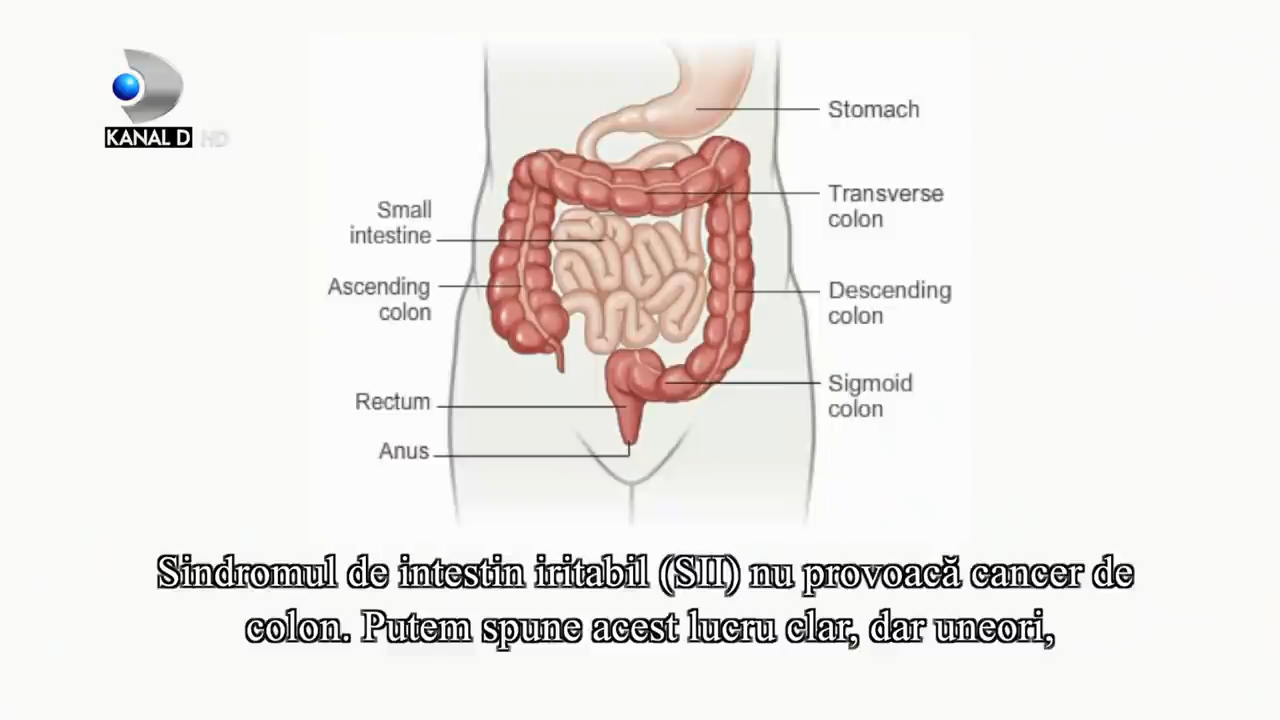 KANAL D HD
Stomach
Transverse
colon
Small
intestine
Ascending
colon
Descending
colon
Sigmoid
colon
Rectum
Anus
Sindromul de intestin iritabil (SII) nu provoacă cancer de
colon. Putem spune acest lucru clar, dar uneori,